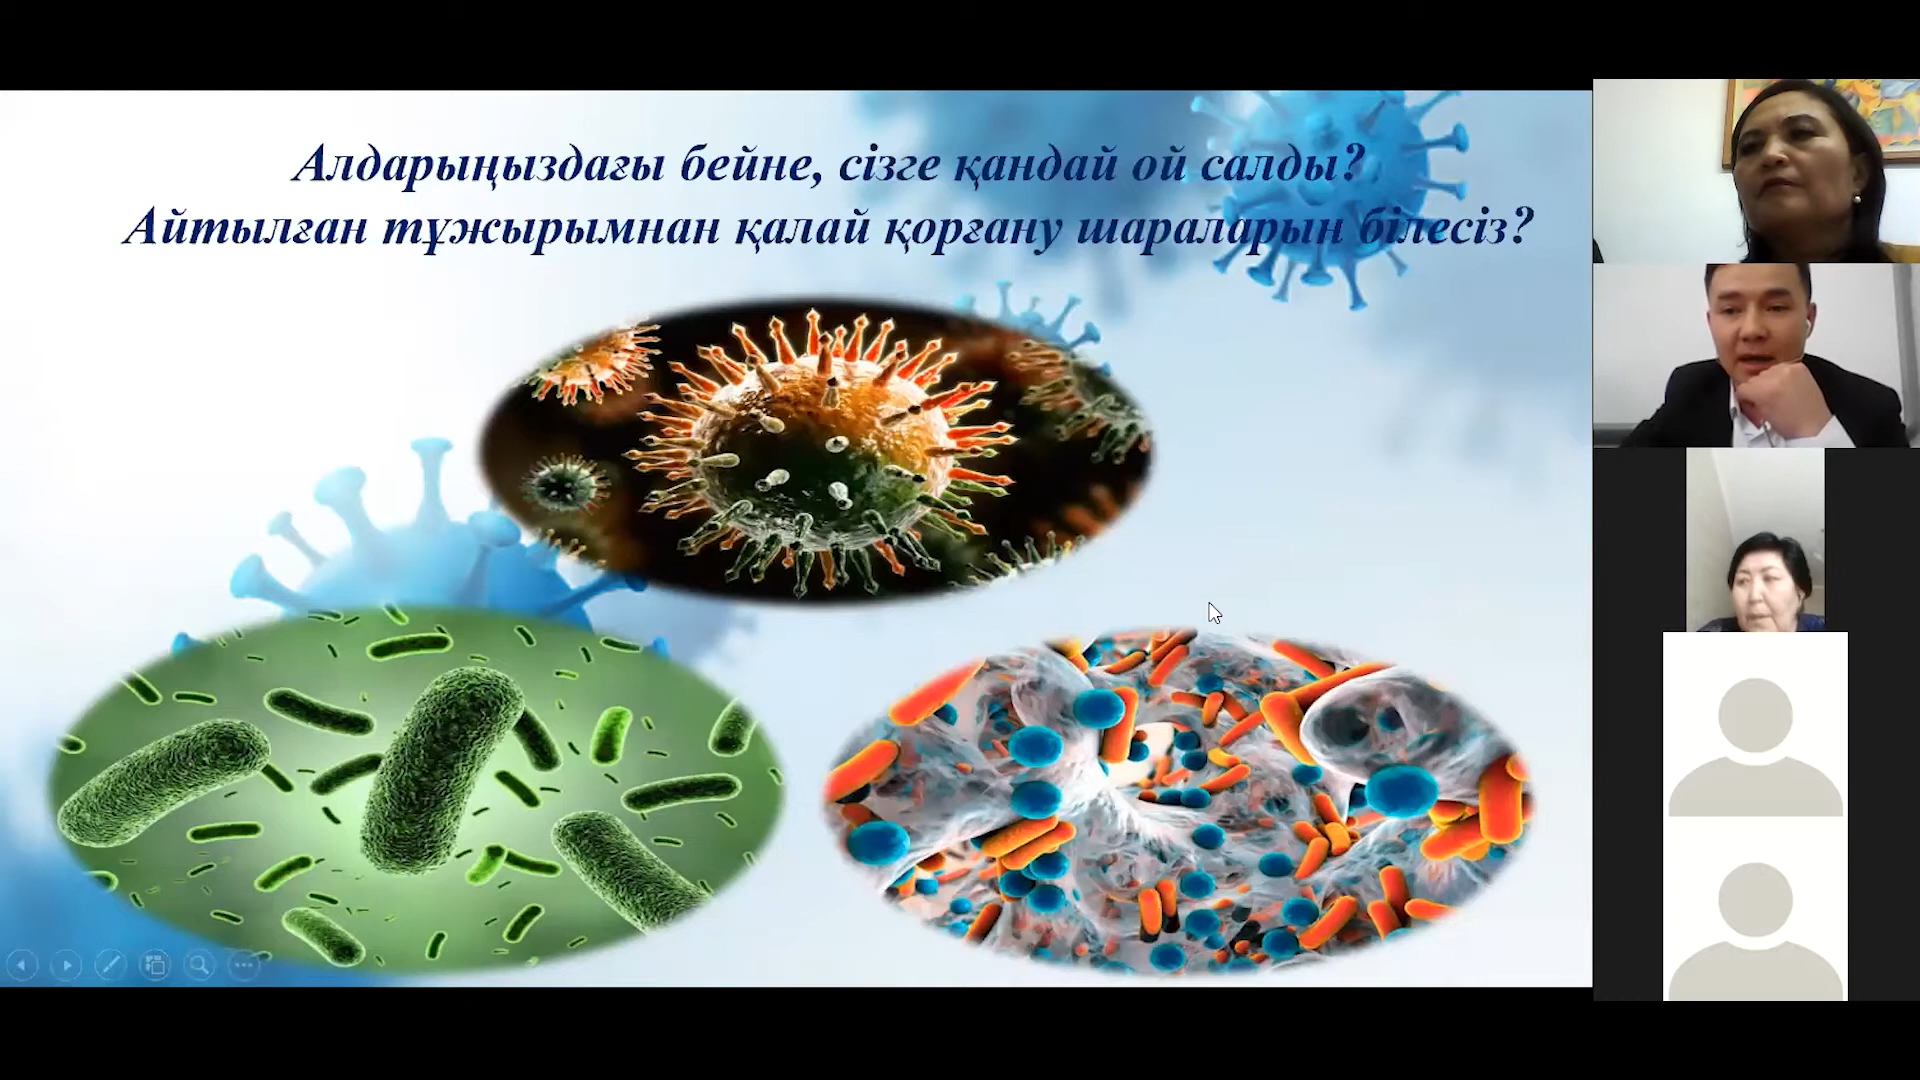 Алдарыңыздағы бейне, сізге қандай ой салды?
Айтылған тұжырымнан қалай қорғану шараларын білесіз?